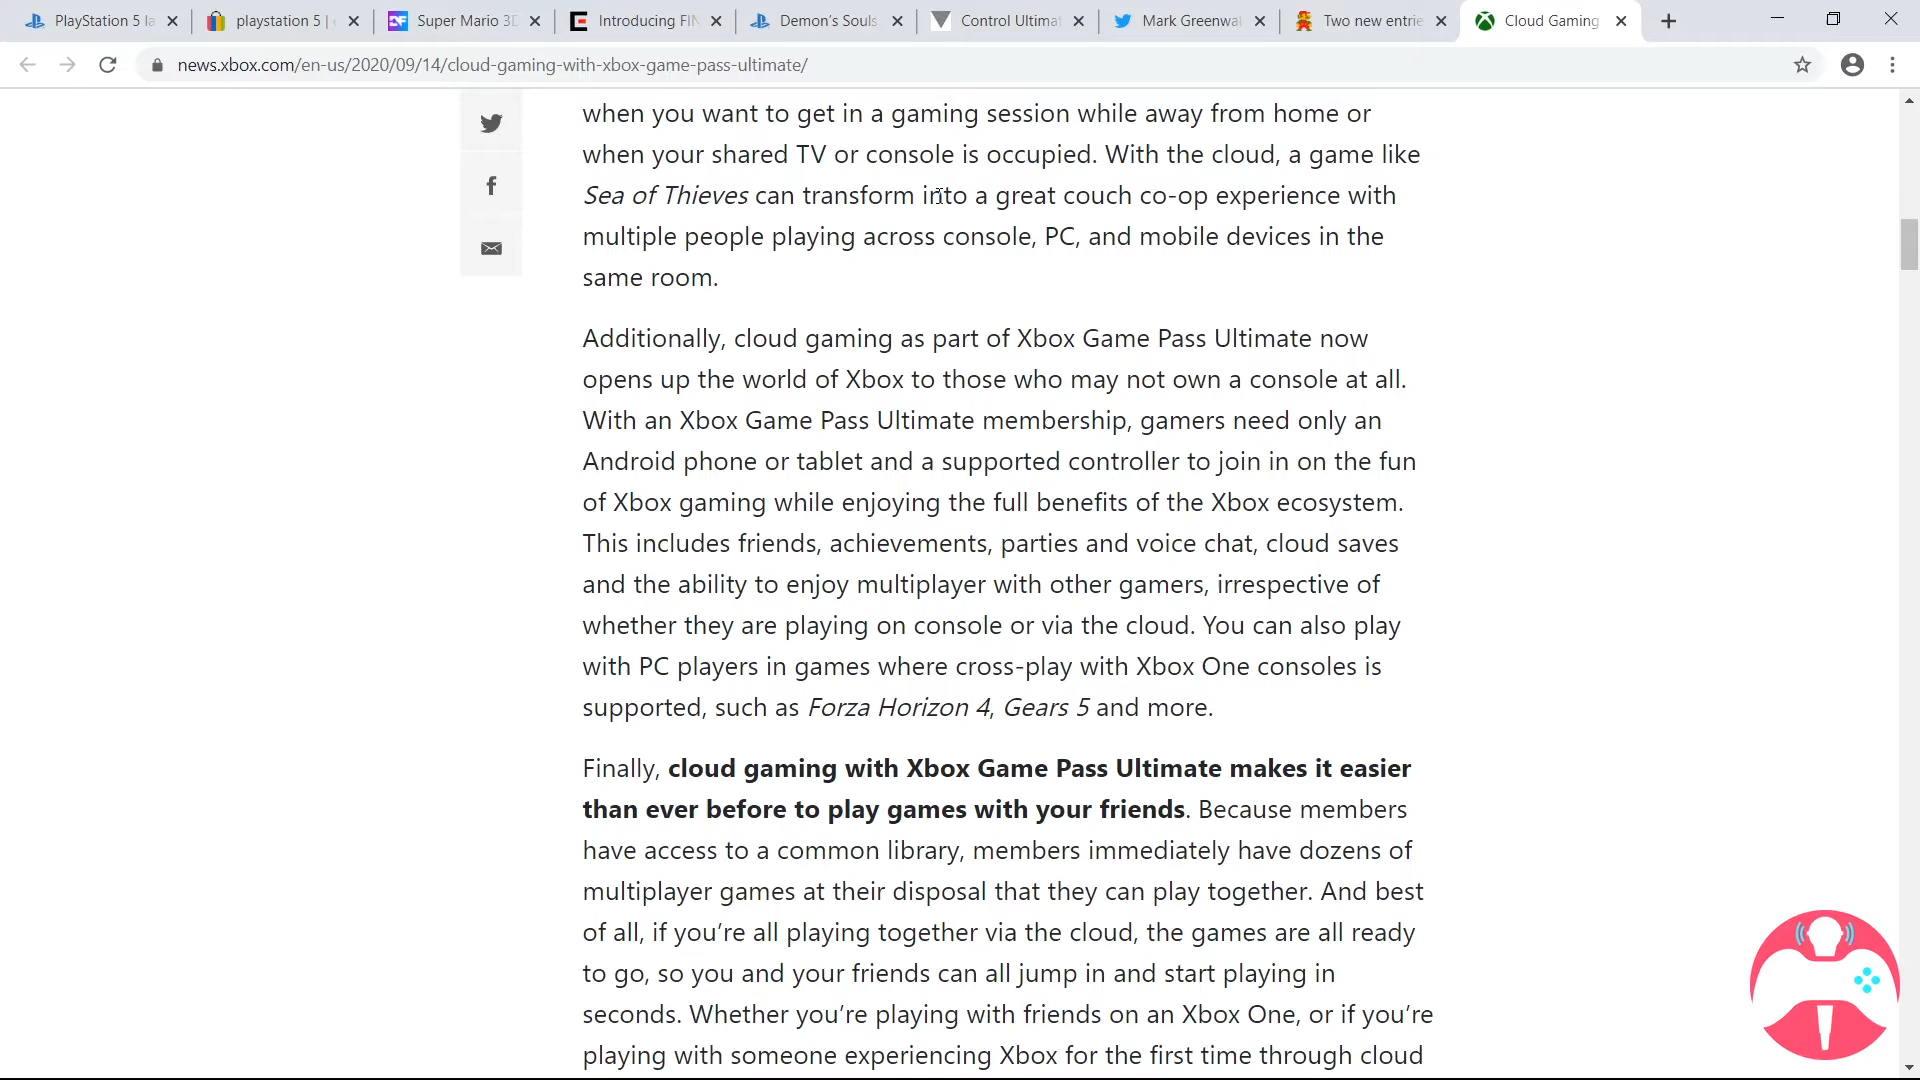 PlayStation 5 la
playstation 5 |
Super Mario 3D
Introducing FIN
Demon's Souls
Control Ultimat
Mark Greenwal
Two new entrie
Cloud Gaming
news.xbox.com/en-us/2020/09/14/cloud-gaming-with-xbox-game-pass-ultimate/
when you want to get in a gaming session while away from home or
when your shared TV or console is occupied. With the cloud, a game like
Sea of Thieves can transform into a great couch co-op experience with
multiple people playing across console, PC, and mobile devices in the
same room.
Additionally, cloud gaming as part of Xbox Game Pass Ultimate now
opens up the world of Xbox to those who may not own a console at all.
With an Xbox Game Pass Ultimate membership, gamers need only an
Android phone or tablet and a supported controller to join in on the fun
of Xbox gaming while enjoying the full benefits of the Xbox ecosystem.
This includes friends, achievements, parties and voice chat, cloud saves
and the ability to enjoy multiplayer with other gamers, irrespective of
whether they are playing on console or via the cloud. You can also play
with PC players in games where cross-play with Xbox One consoles is
supported, such as Forza Horizon 4, Gears 5 and more.
Finally, cloud gaming with Xbox Game Pass Ultimate makes it easier
than ever before to play games with your friends. Because members
have access to a common library, members immediately have dozens of
multiplayer games at their disposal that they can play together. And best
of all, if you're all playing together via the cloud, the games are all ready
to go, so you and your friends can all jump in and start playing in
seconds. Whether you're playing with friends on an Xbox One, or if you're
playing with someone experiencing Xbox for the first time through cloud